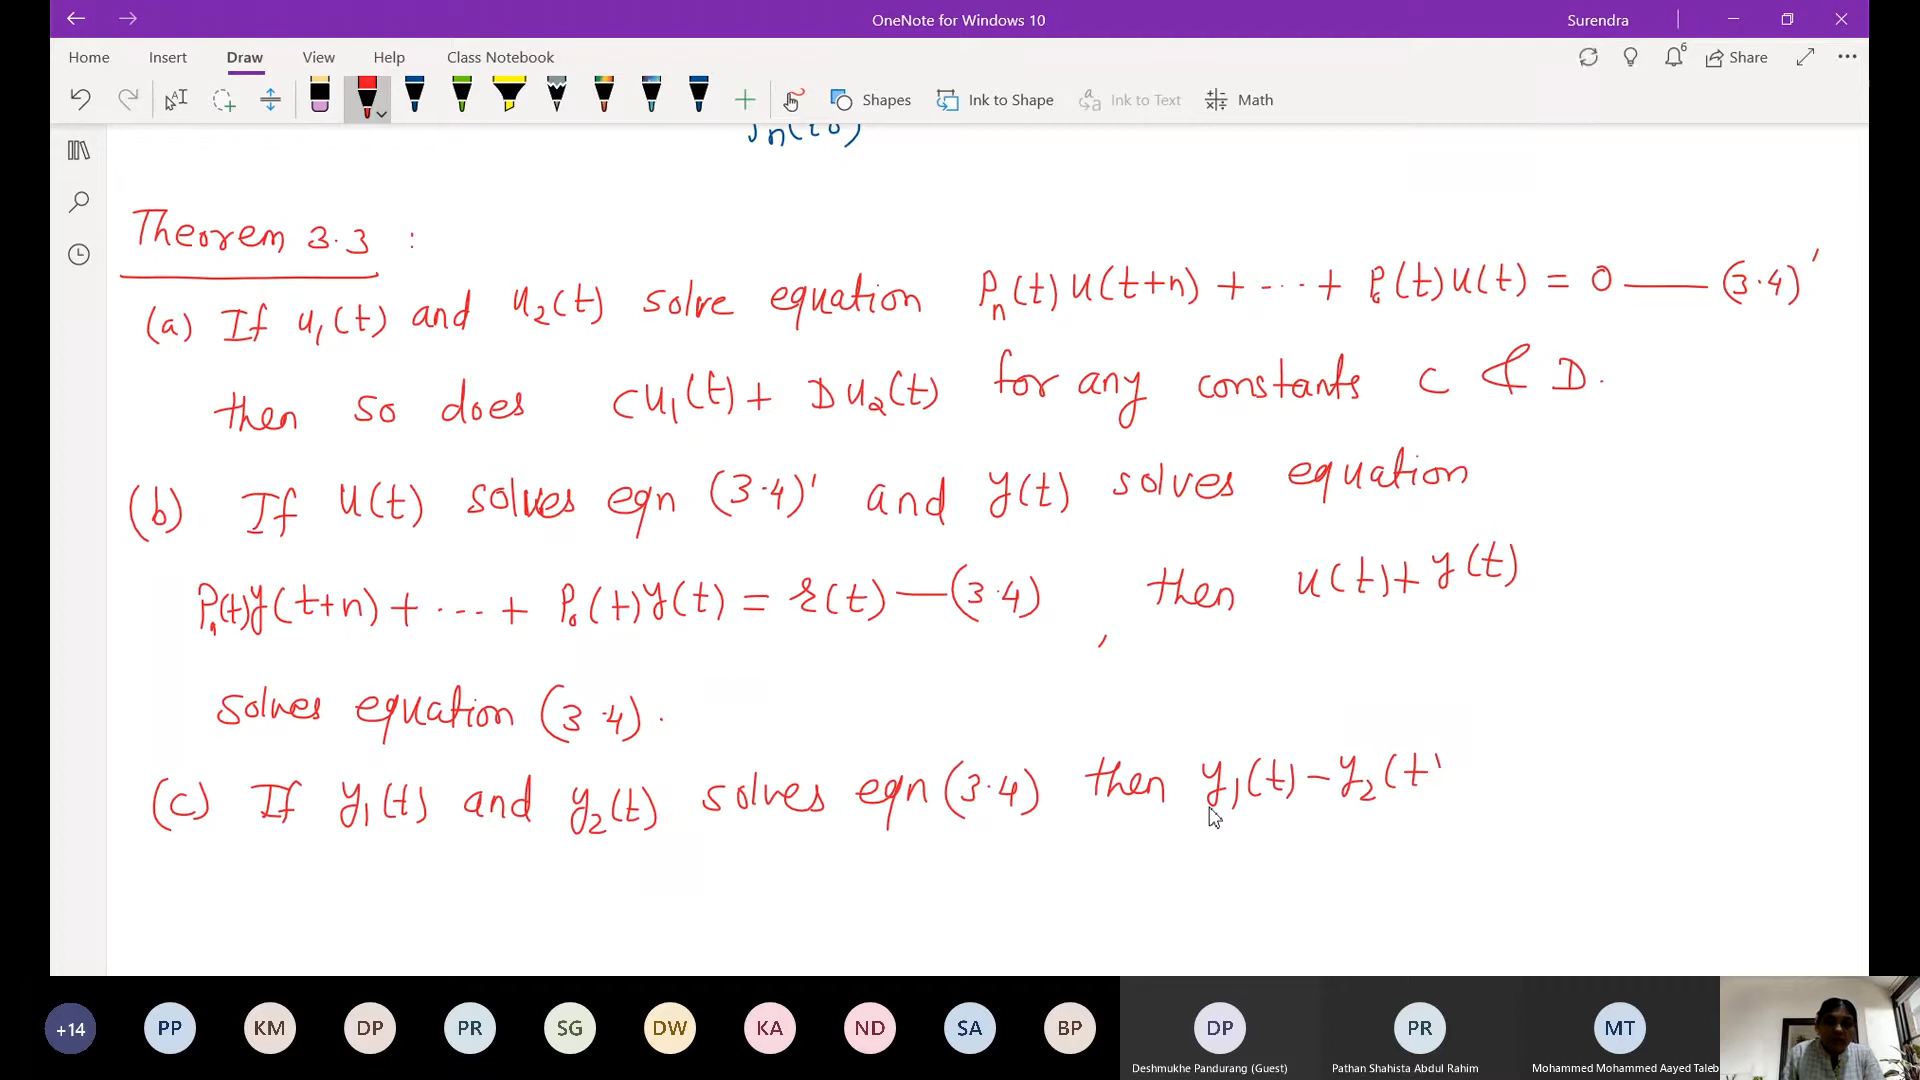 OneNote for Windows 10
Surendra
Home Insert Draw View Help Class Notebook
6
Share
Shapes Ink to Shape Ink to Text Math
Theorem 3.3 :
(a) If u₁(t) and u₂(t) solve equation Pₙ(t)u(t+n) + --- + P₀(t)u(t) = 0 —— (3.4)'
then so does cu₁(t) + Du₂(t) for any constants C & D.
(b) If u(t) solves eqn (3.4)' and y(t) solves equation
Pₙ(t)y(t+n) + --- + P₀(t)y(t) = r(t) — (3.4) , then u(t)+y(t)
solves equation (3.4).
(c) If y₁(t) and y₂(t) solves eqn (3.4) then y₁(t) - y₂(t
+14 PP KM DP PR SG DW KA ND SA BP DP PR MT
Deshmukhe Pandurang (Guest) Pathan Shahista Abdul Rahim Mohammed Mohammed Aayed Taleb